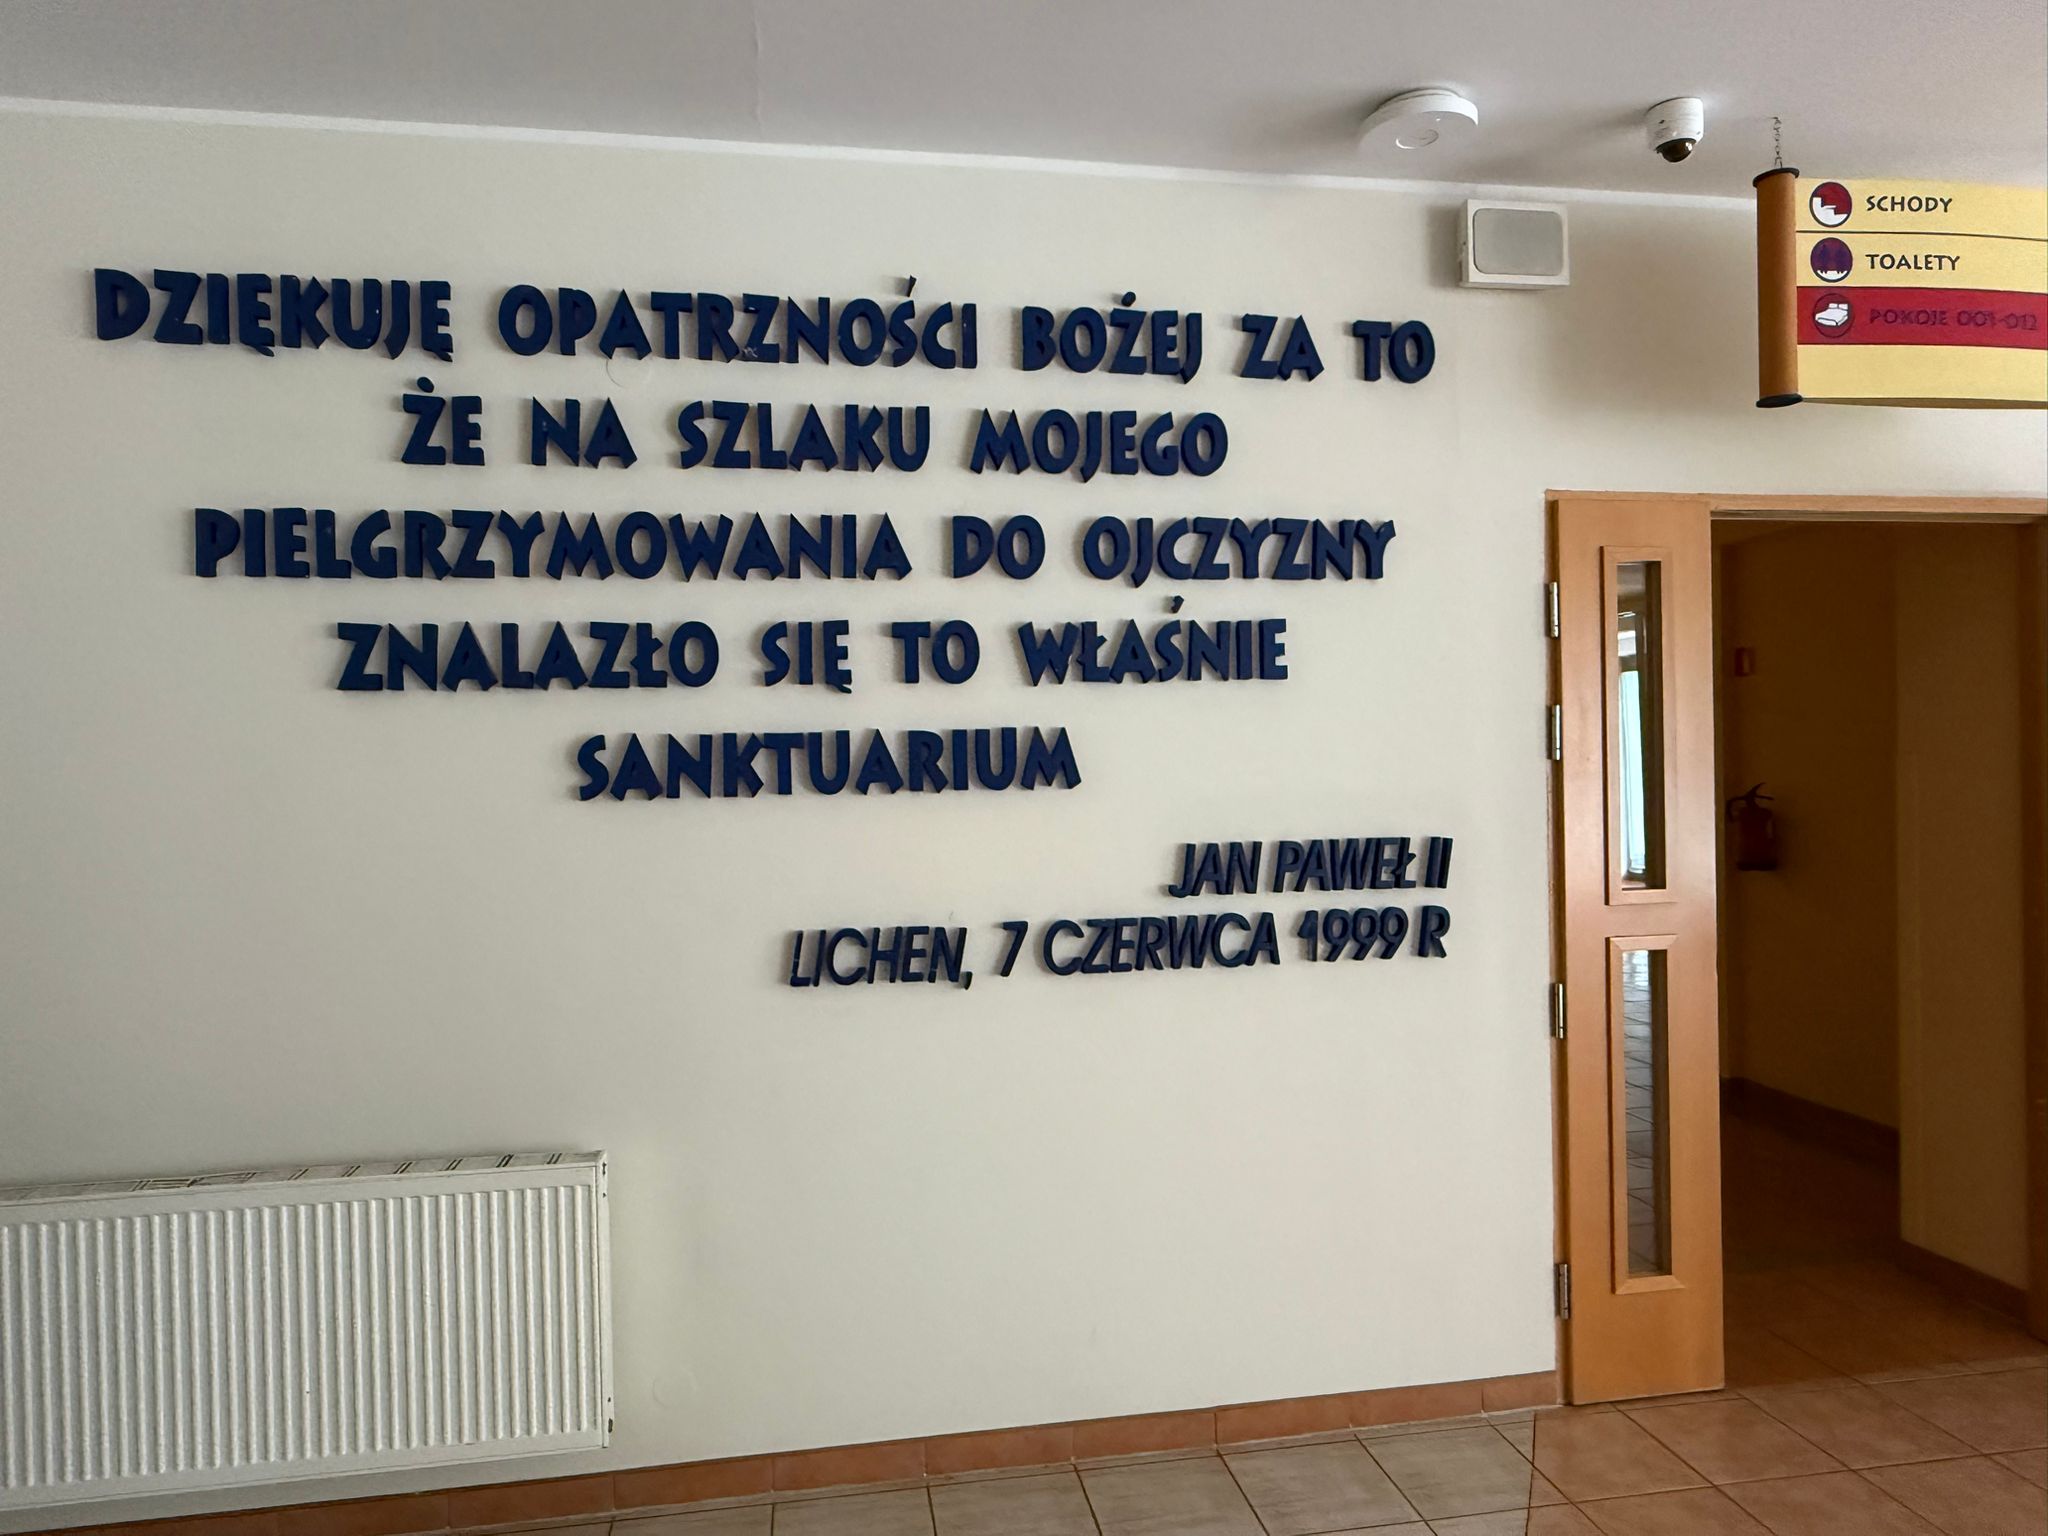 DZIĘKUJĘ OPATRZNOŚCI BOŻEJ ZA TO
ŻE NA SZLAKU MOJEGO
PIELGRZYMOWANIA DO OJCZYZNY
ZNALAZŁO SIĘ TO WŁAŚNIE
SANKTUARIUM
JAN PAWEŁ II
LICHEN, 7 CZERWCA 1999 R
SCHODY
TOALETY
POKOJE 001-012